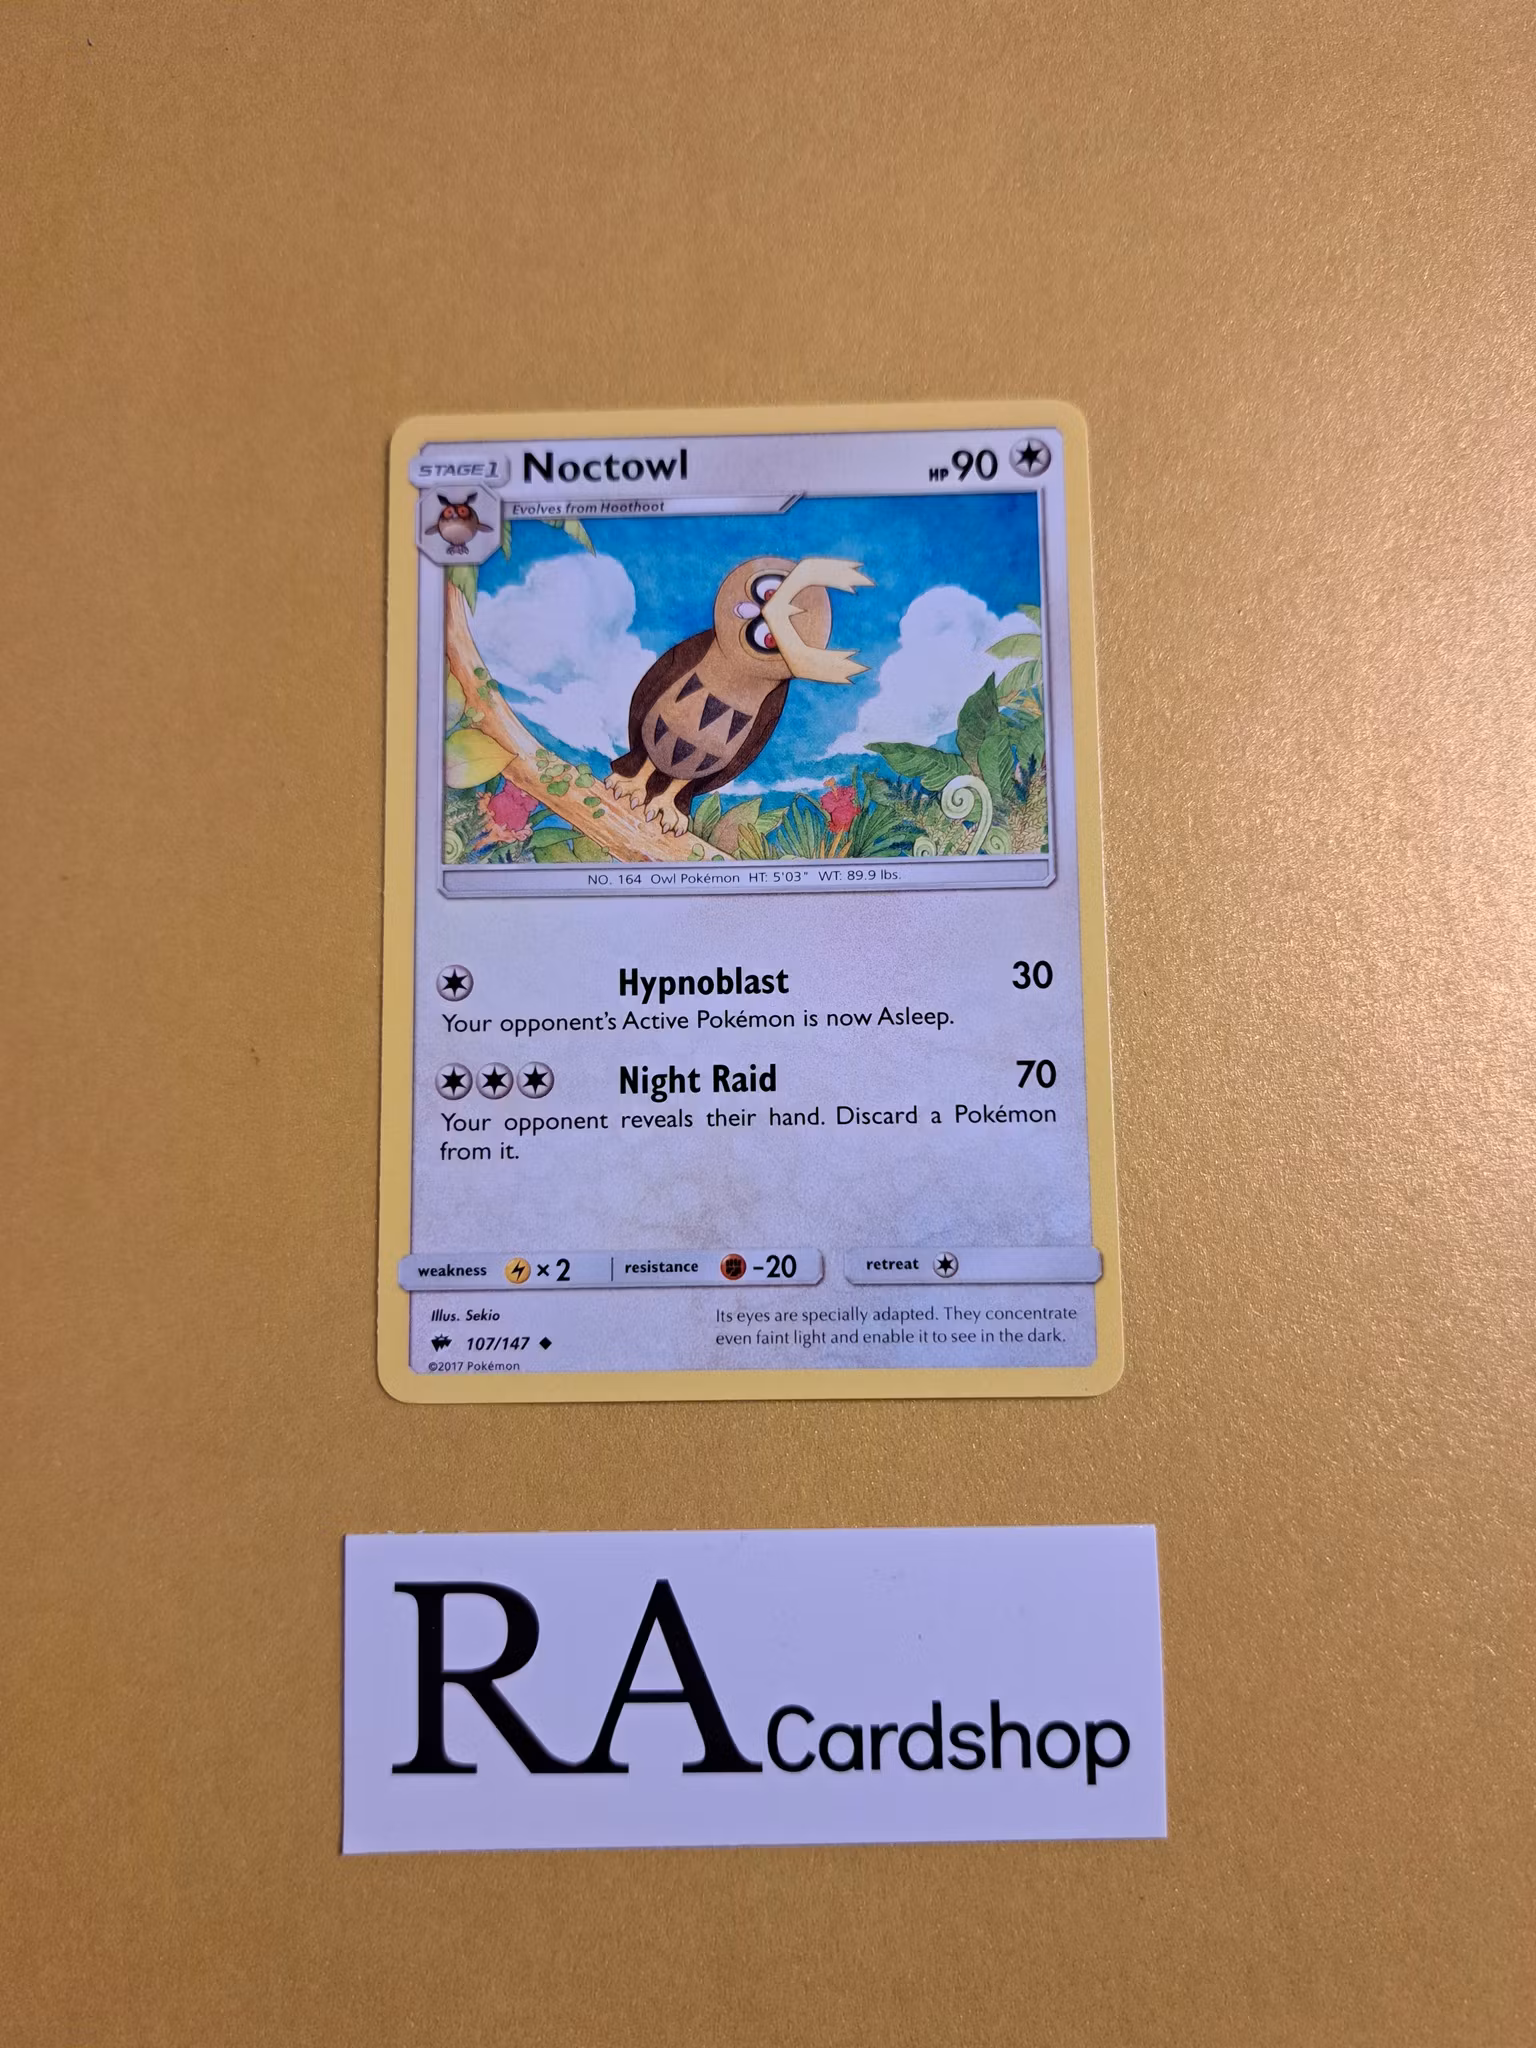 STAGE 1 Noctowl HP 90
Evolves from Hoothoot
NO. 164 Owl Pokémon HT: 5'03" WT: 89.9 lbs.
Hypnoblast 30
Your opponent's Active Pokémon is now Asleep.
Night Raid 70
Your opponent reveals their hand. Discard a Pokémon
from it.
weakness ×2 resistance -20 retreat
Illus. Sekio
107/147
©2017 Pokémon
Its eyes are specially adapted. They concentrate
even faint light and enable it to see in the dark.
RA Cardshop